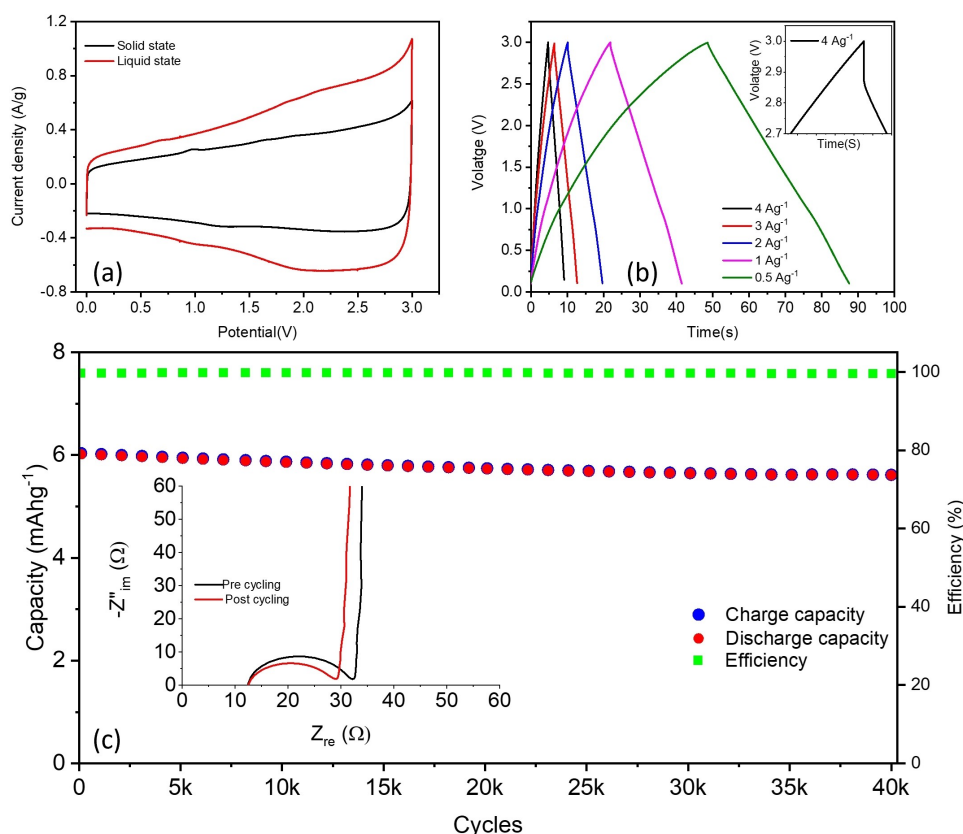 1.2
0.8
0.4
0.0
-0.4
-0.8
Current density (A/g)
Solid state
Liquid state
(a)
0.0 0.5 1.0 1.5 2.0 2.5 3.0
Potential(V)
3.0
2.5
2.0
1.5
1.0
0.5
0.0
Volatge (V)
4 Ag-1
3 Ag-1
2 Ag-1
1 Ag-1
0.5 Ag-1
(b)
0 10 20 30 40 50 60 70 80 90 100
Time(s)
4 Ag-1
3.0
2.9
2.8
2.7
Volatge (V)
Time(S)
8
6
4
2
0
Capacity (mAhg-1)
100
80
60
40
20
0
Efficiency (%)
60
50
40
30
20
10
0
-Z"im (Ω)
Pre cycling
Post cycling
0 10 20 30 40 50 60
Zre (Ω)
Charge capacity
Discharge capacity
Efficiency
(c)
0 5k 10k 15k 20k 25k 30k 35k 40k
Cycles